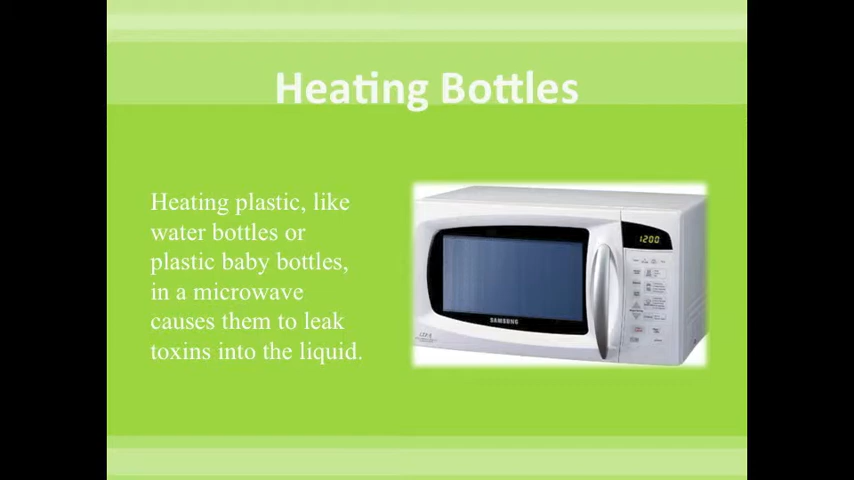 Heating Bottles
Heating plastic, like
water bottles or
plastic baby bottles,
in a microwave
causes them to leak
toxins into the liquid.
1200
SAMSUNG